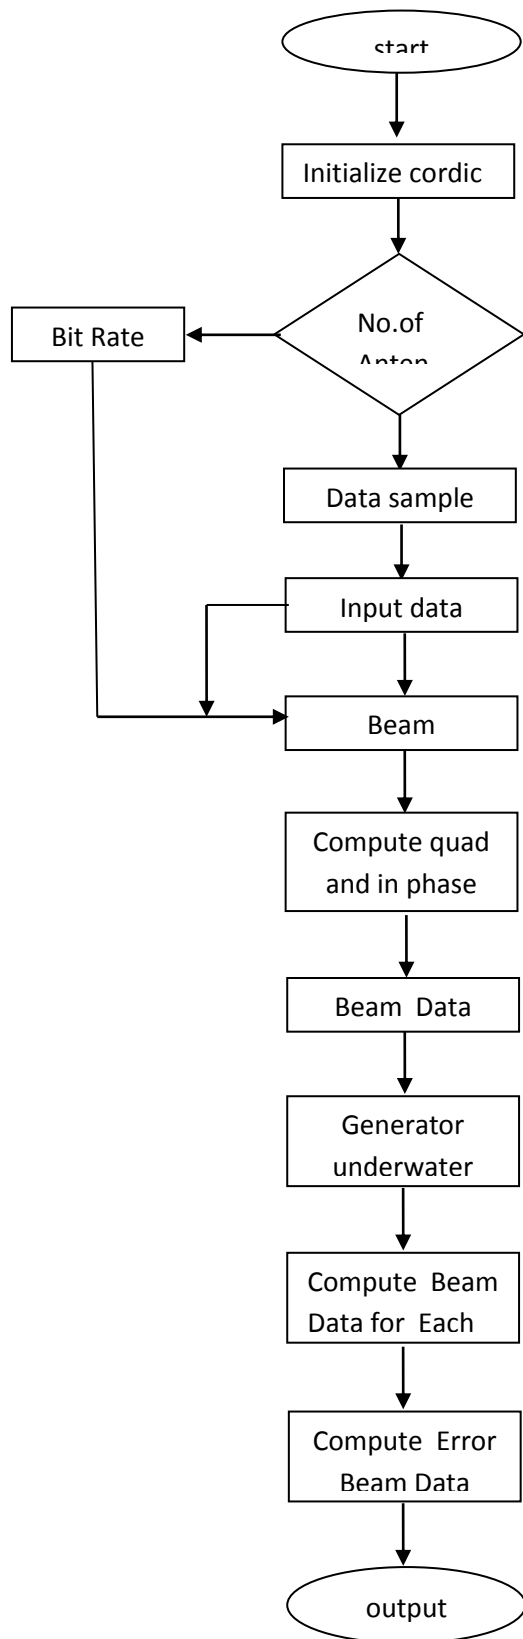 start
Initialize cordic
No.of
Anten
Bit Rate
Data sample
Input data
Beam
Compute quad
and in phase
Beam Data
Generator
underwater
Compute Beam
Data for Each
Compute Error
Beam Data
output